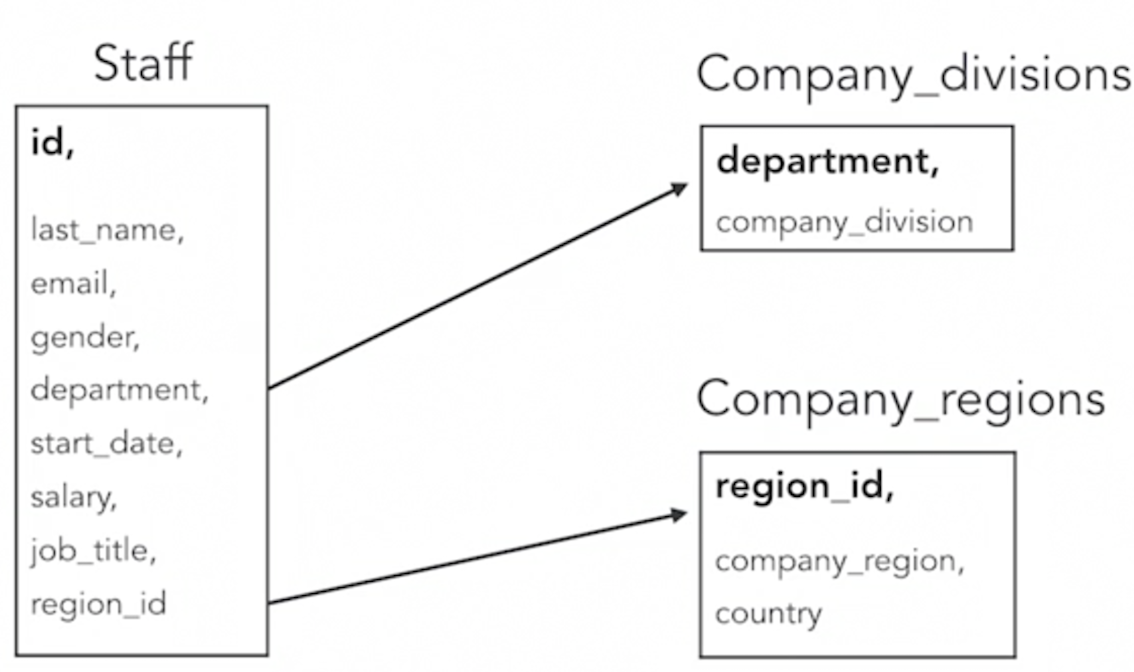 Staff
id,
last_name,
email,
gender,
department,
start_date,
salary,
job_title,
region_id
Company_divisions
department,
company_division
Company_regions
region_id,
company_region,
country